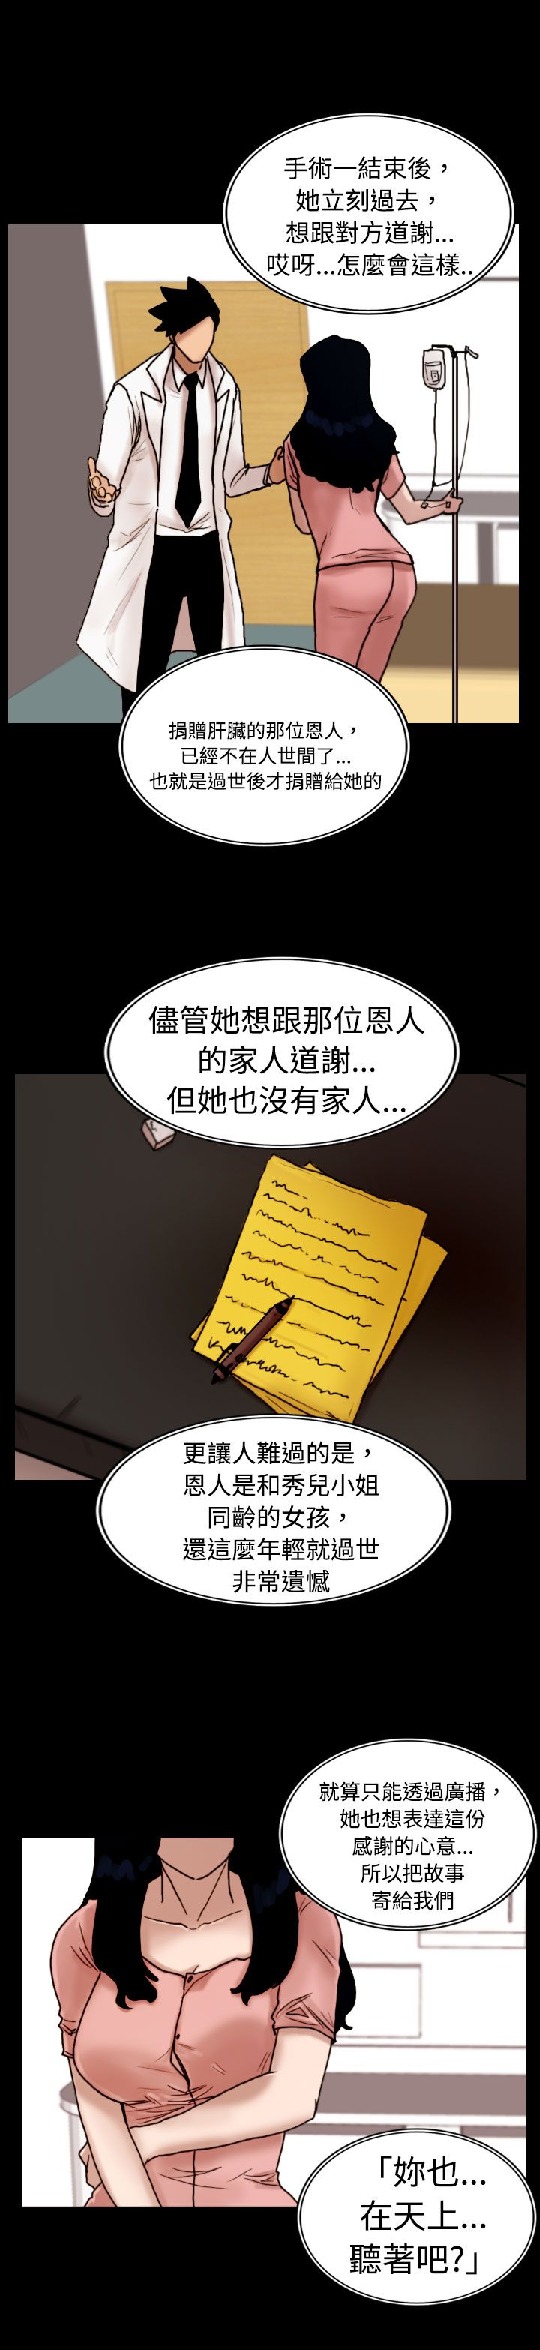 手術一結束後，
她立刻過去，
想跟對方道謝...
哎呀...怎麼會這樣..
捐贈肝臟的那位恩人，
已經不在人世間了...
也就是過世後才捐贈給她的
儘管她想跟那位恩人
的家人道謝...
但她也沒有家人...
更讓人難過的是，
恩人是和秀兒小姐
同齡的女孩，
還這麼年輕就過世
非常遺憾
就算只能透過廣播，
她也想表達這份
感謝的心意...
所以把故事
寄給我們
「妳也...
在天上...
聽著吧?」